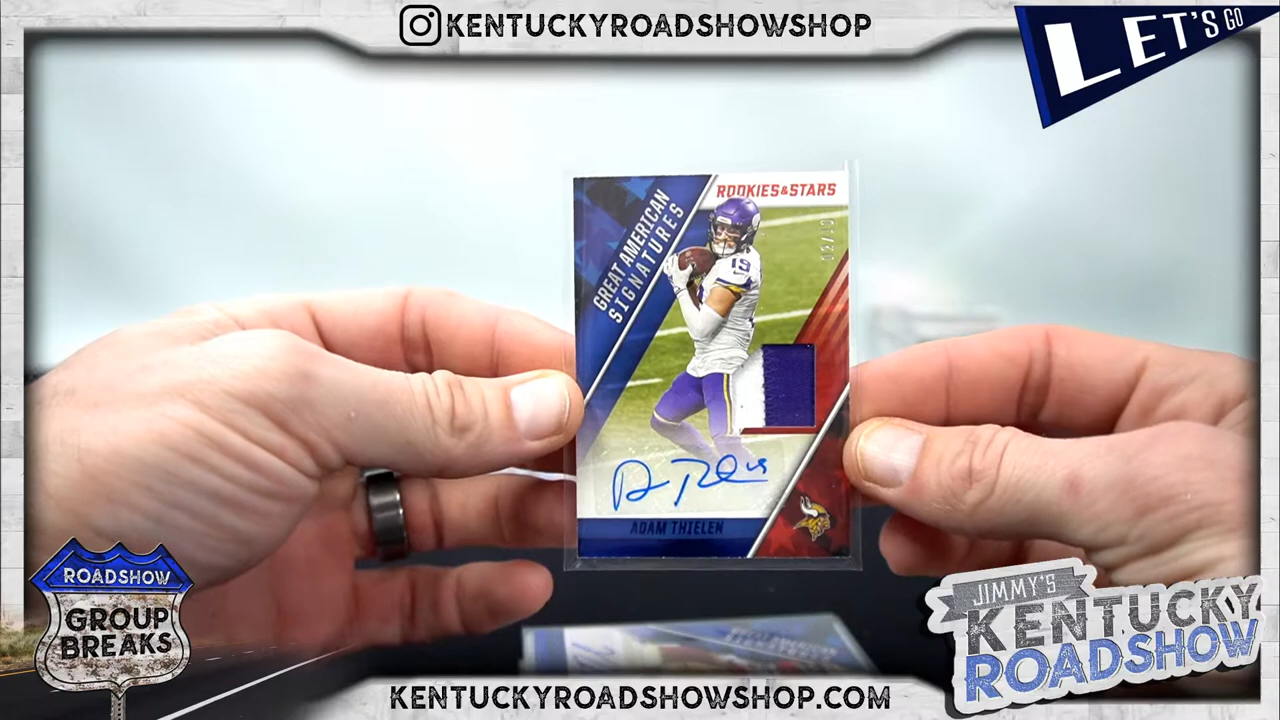 KENTUCKYROADSHOWSHOP
LET'S GO
ROOKIES&STARS
GREAT AMERICAN
SIGNATURES
19
ADAM THIELEN
ROADSHOW
GROUP
BREAKS
JIMMY'S
KENTUCKY
ROADSHOW
KENTUCKYROADSHOWSHOP.COM